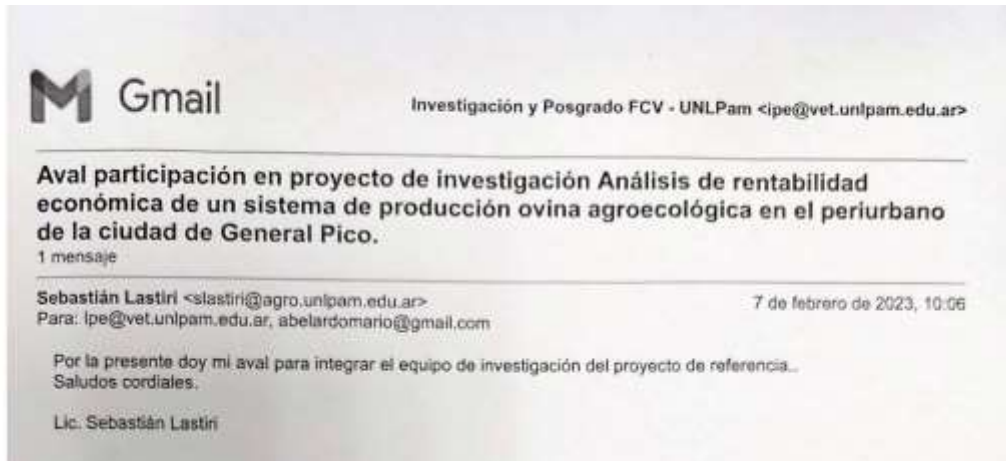 Gmail
Investigación y Posgrado FCV - UNLPam <ipe@vet.unlpam.edu.ar>
Aval participación en proyecto de investigación Análisis de rentabilidad
económica de un sistema de producción ovina agroecológica en el periurbano
de la ciudad de General Pico.
1 mensaje
Sebastián Lastiri <slastiri@agro.unlpam.edu.ar>
7 de febrero de 2023, 10:06
Para: ipe@vet.unlpam.edu.ar, abelardomario@gmail.com
Por la presente doy mi aval para integrar el equipo de investigación del proyecto de referencia..
Saludos cordiales.
Lic. Sebastián Lastiri